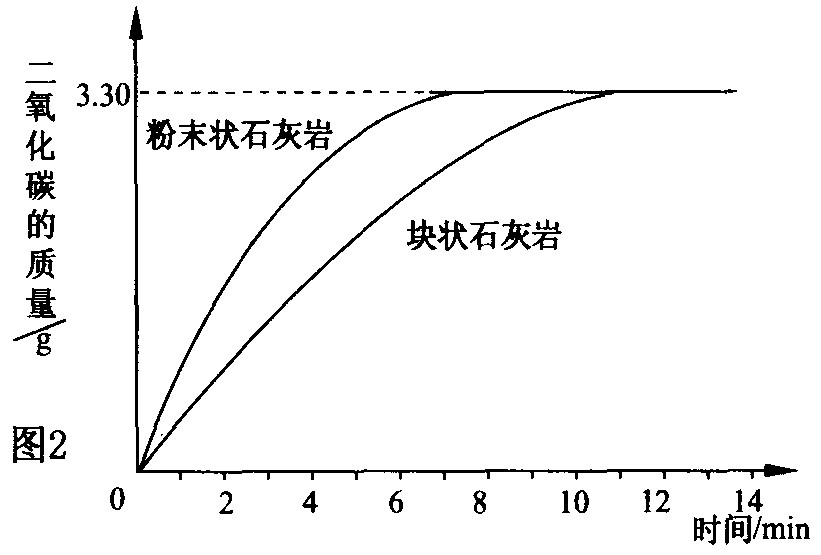 二氧化碳的质量/g
3.30
粉末状石灰岩
块状石灰岩
图2
0 2 4 6 8 10 12 14
时间/min